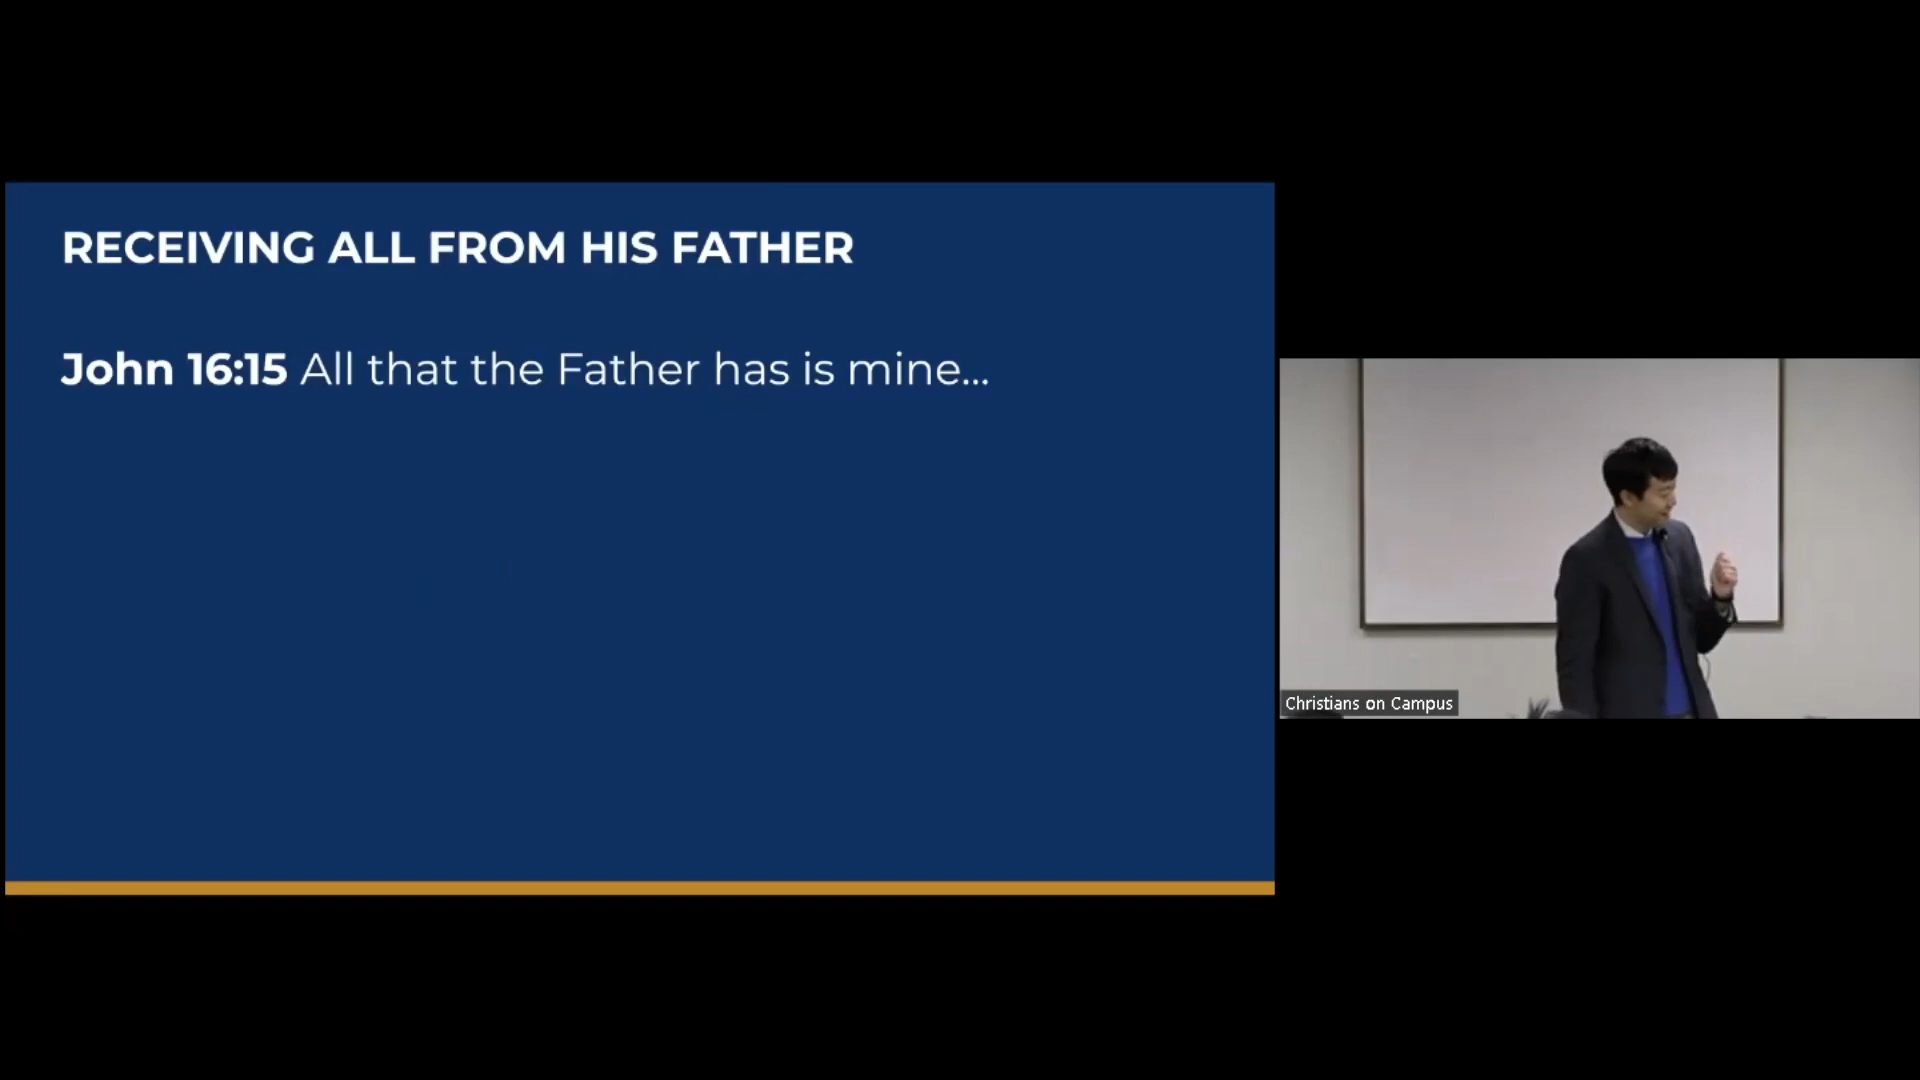 RECEIVING ALL FROM HIS FATHER
John 16:15 All that the Father has is mine...
Christians on Campus